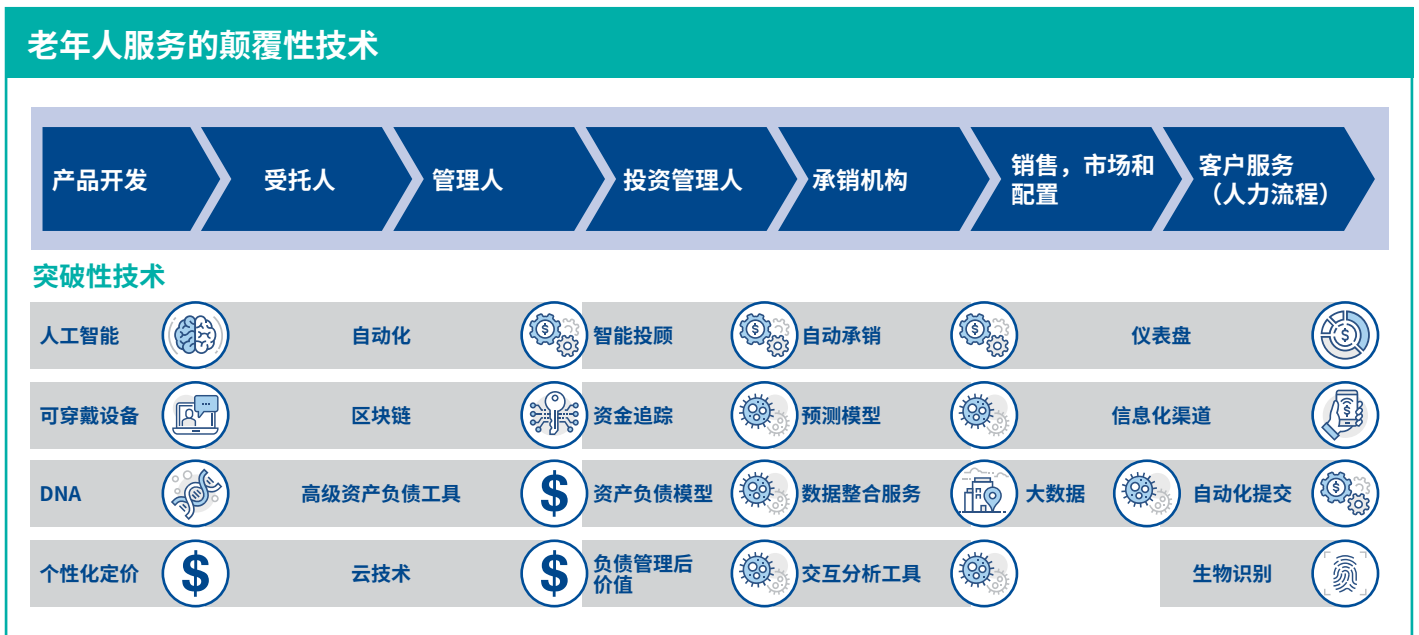 老年人服务的颠覆性技术
产品开发
受托人
管理人
投资管理人
承销机构
销售，市场和
配置
客户服务
（人力流程）
突破性技术
人工智能
自动化
智能投顾
自动承销
仪表盘
可穿戴设备
区块链
资金追踪
预测模型
信息化渠道
DNA
高级资产负债工具
$
资产负债模型
数据整合服务
大数据
自动化提交
个性化定价
$
云技术
$
负债管理后
价值
交互分析工具
生物识别